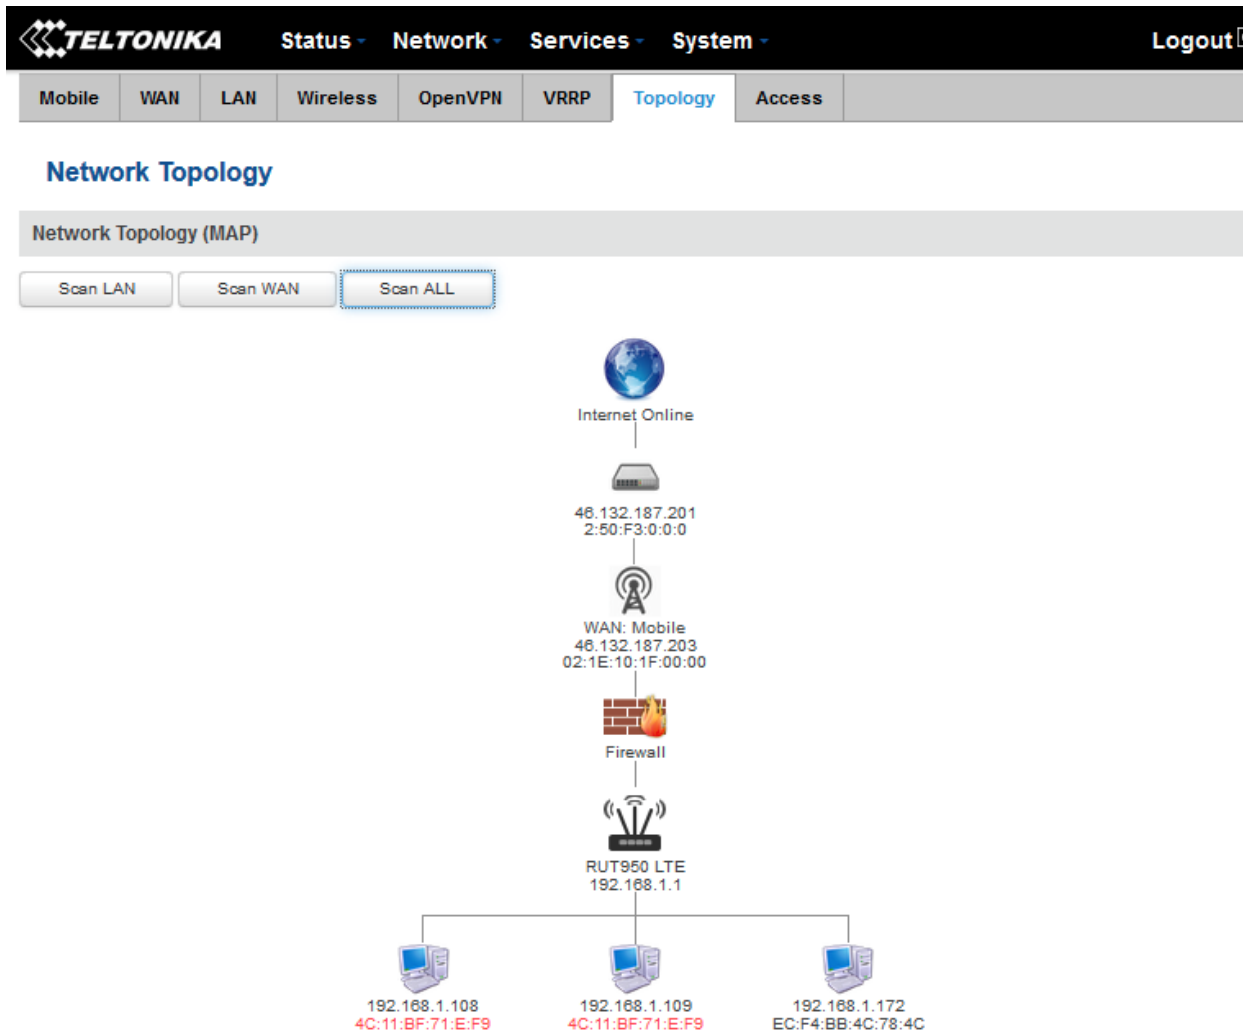 TELTONIKA Status Network Services System Logout
Mobile WAN LAN Wireless OpenVPN VRRP Topology Access
Network Topology
Network Topology (MAP)
Scan LAN Scan WAN Scan ALL
Internet Online
46.132.187.201
2:50:F3:0:0:0
WAN: Mobile
46.132.187.203
02:1E:10:1F:00:00
Firewall
RUT950 LTE
192.168.1.1
192.168.1.108 192.168.1.109 192.168.1.172
4C:11:BF:71:E:F9 4C:11:BF:71:E:F9 EC:F4:BB:4C:78:4C